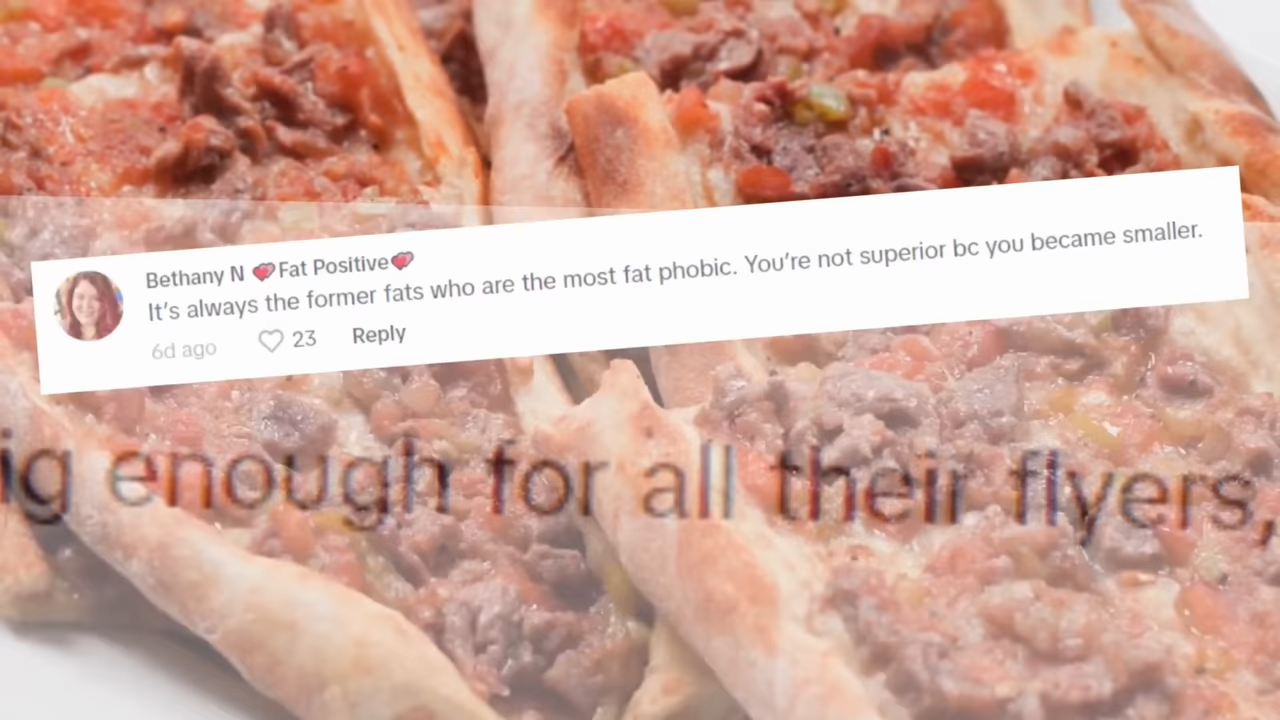 Bethany N 💕Fat Positive💕
It's always the former fats who are the most fat phobic. You're not superior bc you became smaller.
6d ago 23 Reply
enough for all their flyers,